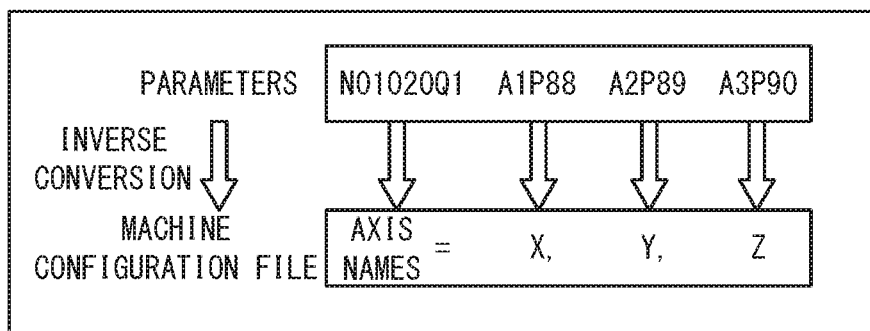 PARAMETERS N01020Q1 A1P88 A2P89 A3P90
INVERSE
CONVERSION
MACHINE
CONFIGURATION FILE
AXIS
NAMES = X, Y, Z